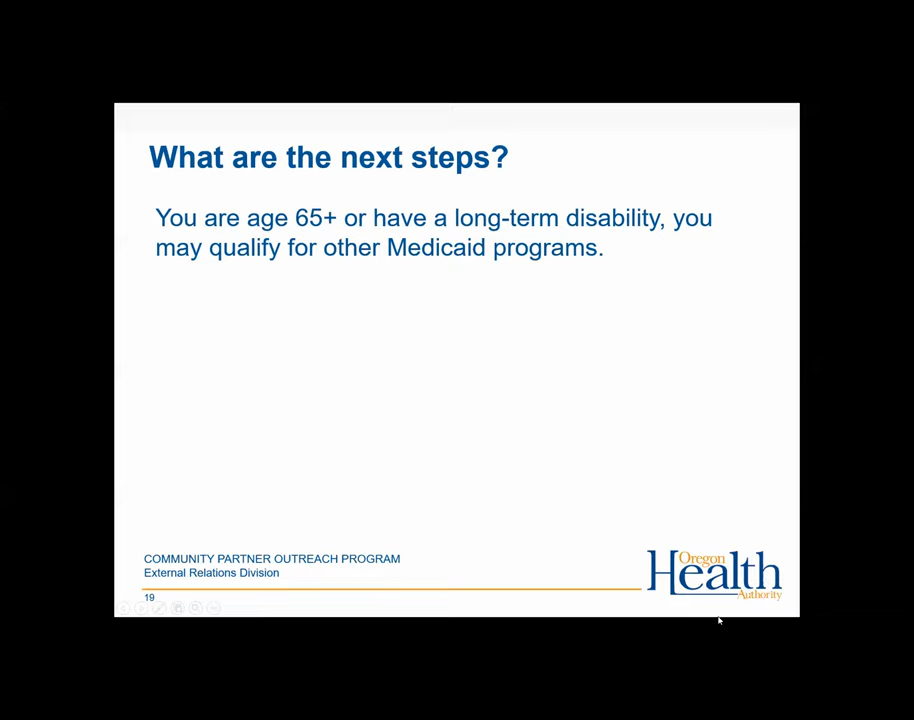 What are the next steps?
You are age 65+ or have a long-term disability, you
may qualify for other Medicaid programs.
COMMUNITY PARTNER OUTREACH PROGRAM
External Relations Division
19
Oregon
Health
Authority